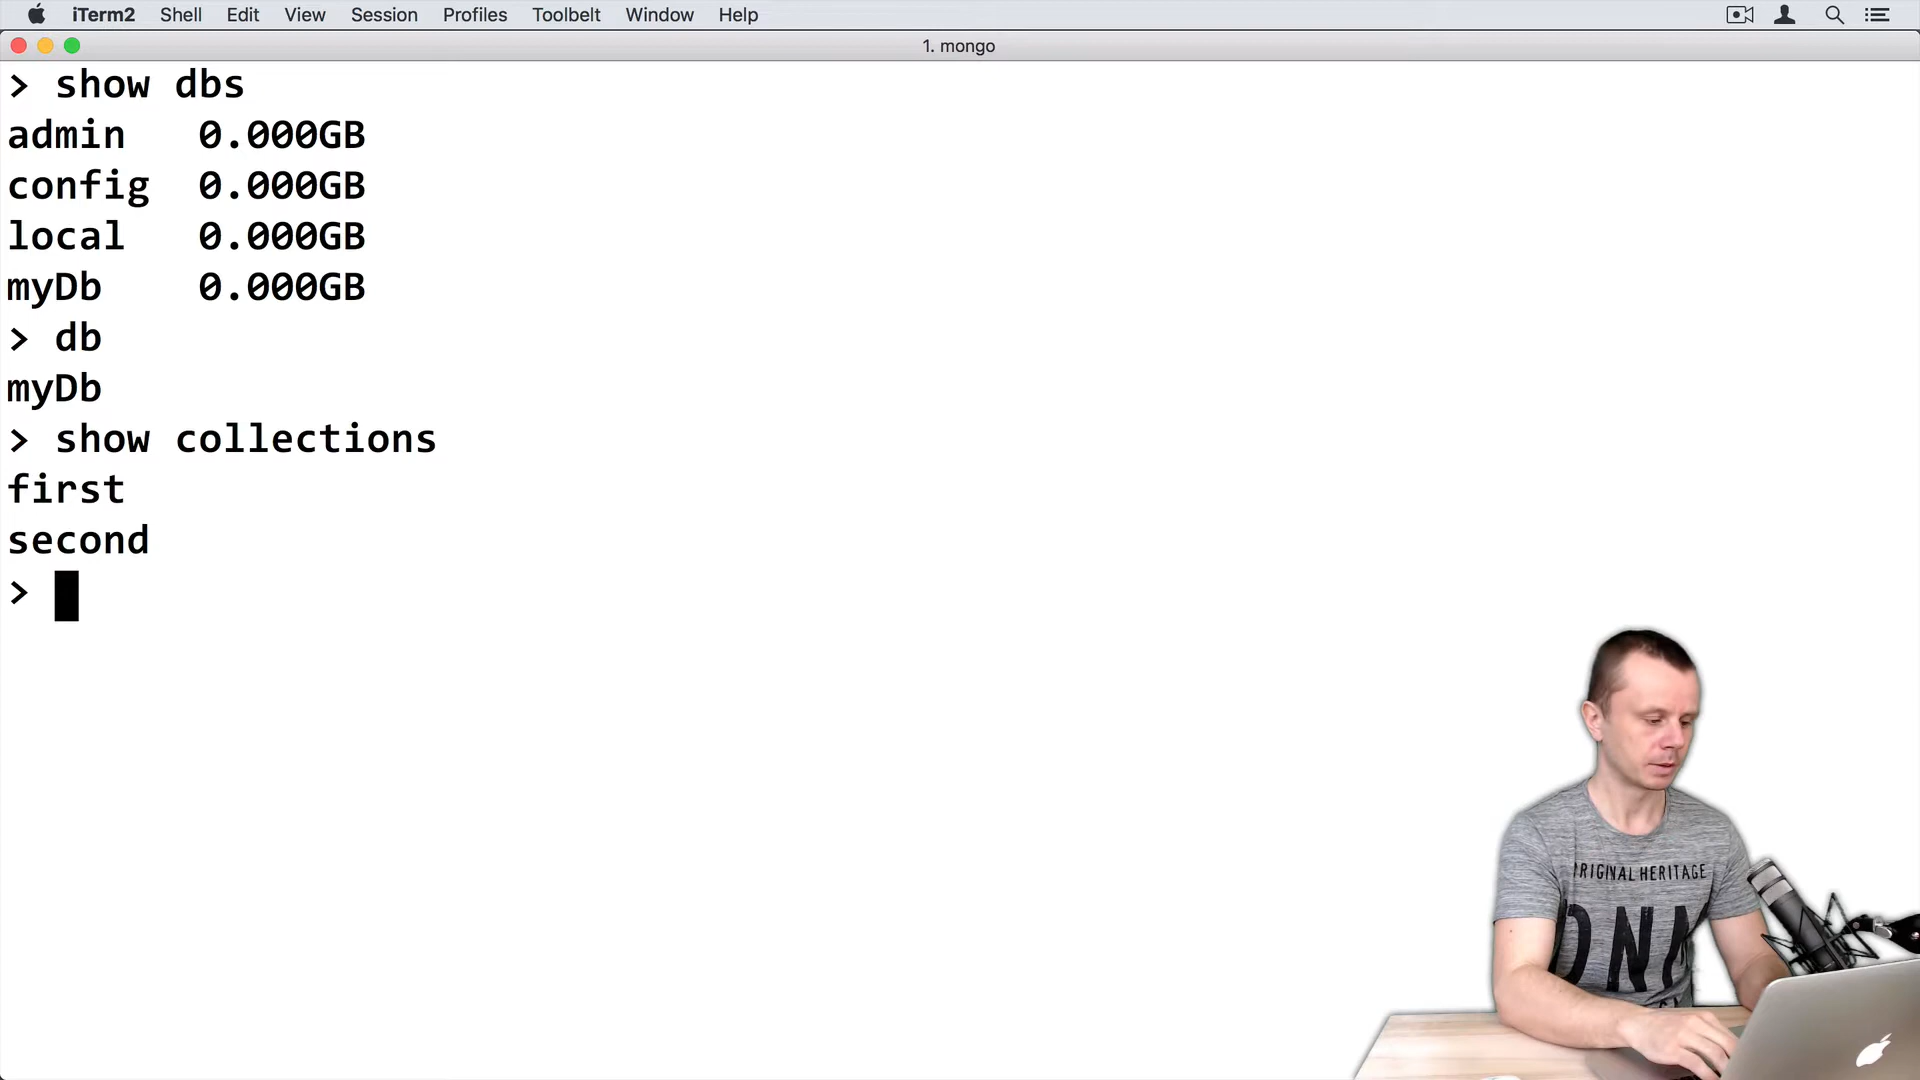 iTerm2 Shell Edit View Session Profiles Toolbelt Window Help
1. mongo
> show dbs
admin 0.000GB
config 0.000GB
local 0.000GB
myDb 0.000GB
> db
myDb
> show collections
first
second
>
RIGINAL HERITAGE